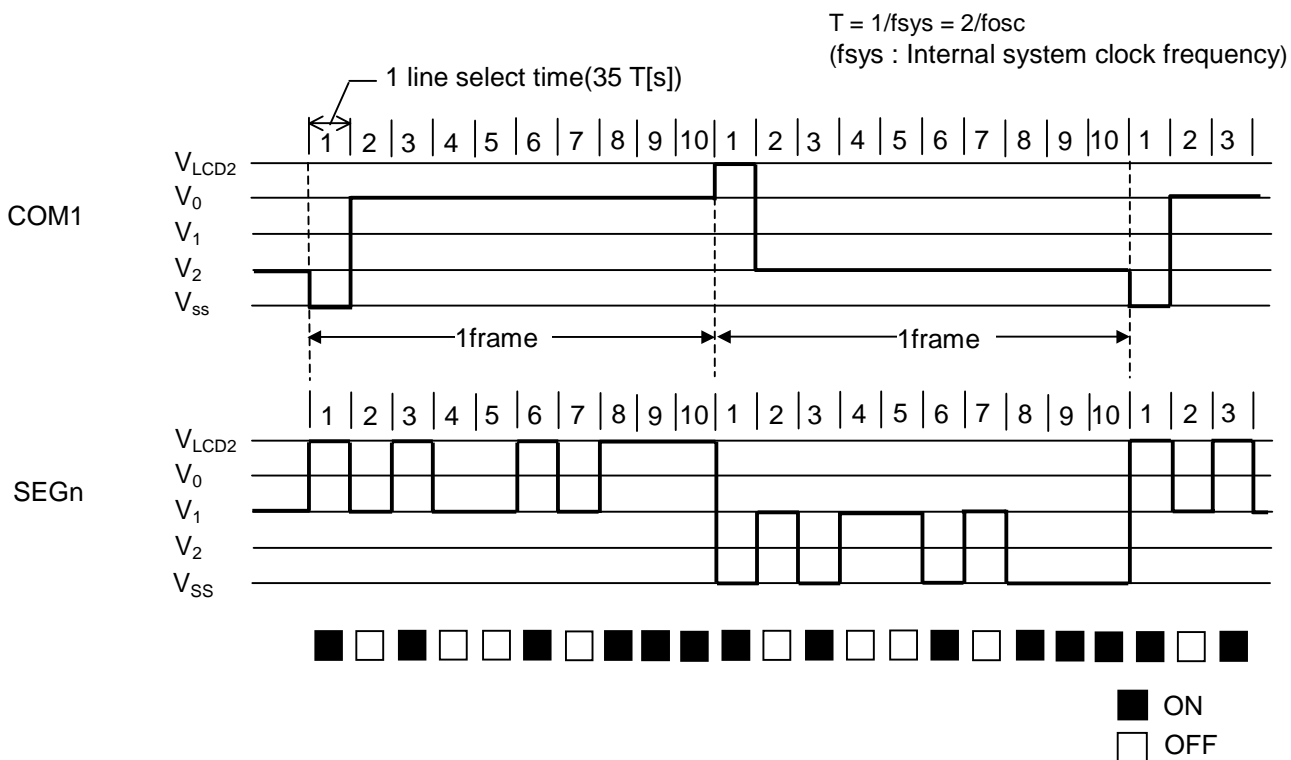 T = 1/fsys = 2/fosc
(fsys : Internal system clock frequency)
1 line select time(35 T[s])
1 2 3 4 5 6 7 8 9 10 1 2 3 4 5 6 7 8 9 10 1 2 3
COM1
VLCD2
V0
V1
V2
Vss
1frame 1frame
1 2 3 4 5 6 7 8 9 10 1 2 3 4 5 6 7 8 9 10 1 2 3
SEGn
VLCD2
V0
V1
V2
VSS
ON
OFF